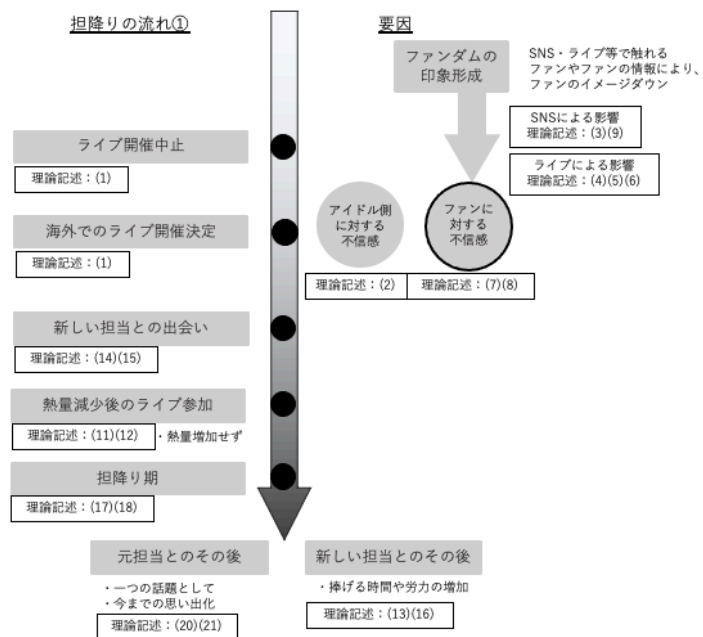 担降りの流れ①
要因
ファンダムの
印象形成
SNS・ライブ等で触れる
ファンやファンの情報により、
ファンのイメージダウン
SNSによる影響
理論記述：(3)(9)
ライブによる影響
理論記述：(4)(5)(6)
ライブ開催中止
理論記述：(1)
アイドル側
に対する
不信感
ファンに
対する
不信感
海外でのライブ開催決定
理論記述：(1)
理論記述：(2)
理論記述：(7)(8)
新しい担当との出会い
理論記述：(14)(15)
熱量減少後のライブ参加
理論記述：(11)(12)
・熱量増加せず
担降り期
理論記述：(17)(18)
元担当とのその後
・一つの話題として
・今までの思い出化
理論記述：(20)(21)
新しい担当とのその後
・捧げる時間や労力の増加
理論記述：(13)(16)